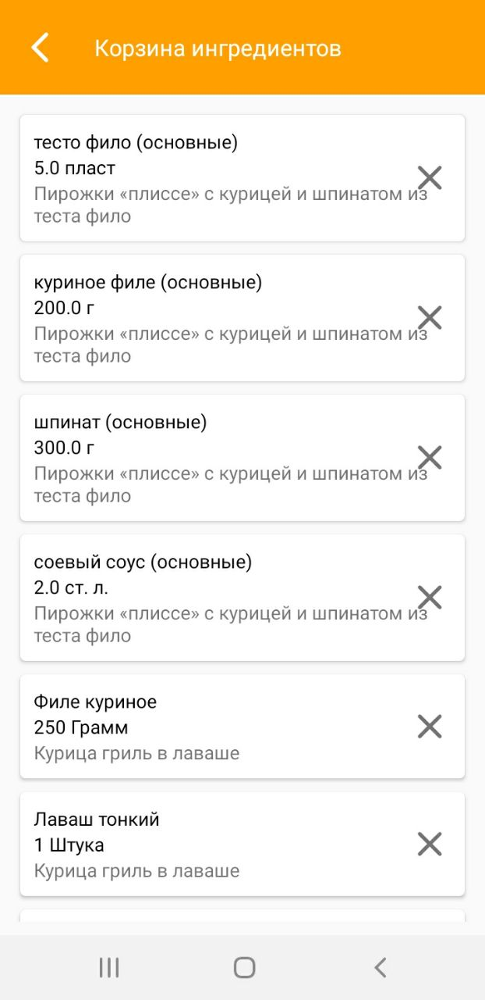 Корзина ингредиентов
тесто фило (основные)
5.0 пласт
Пирожки «плиссе» с курицей и шпинатом из
теста фило
куриное филе (основные)
200.0 г
Пирожки «плиссе» с курицей и шпинатом из
теста фило
шпинат (основные)
300.0 г
Пирожки «плиссе» с курицей и шпинатом из
теста фило
соевый соус (основные)
2.0 ст. л.
Пирожки «плиссе» с курицей и шпинатом из
теста фило
Филе куриное
250 Грамм
Курица гриль в лаваше
Лаваш тонкий
1 Штука
Курица гриль в лаваше